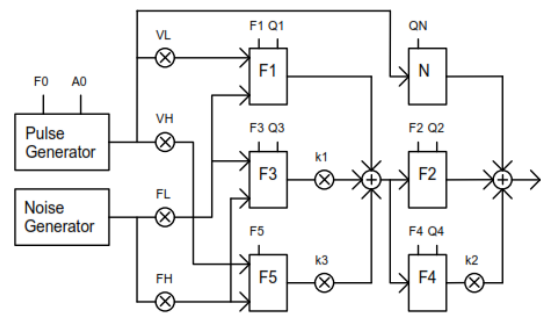 F1 Q1
QN
VL
F1
N
F0 A0
Pulse
Generator
VH
F3 Q3
F2 Q2
k1
F3
F2
Noise
Generator
FL
F5
F4 Q4
k3
k2
F5
F4
FH